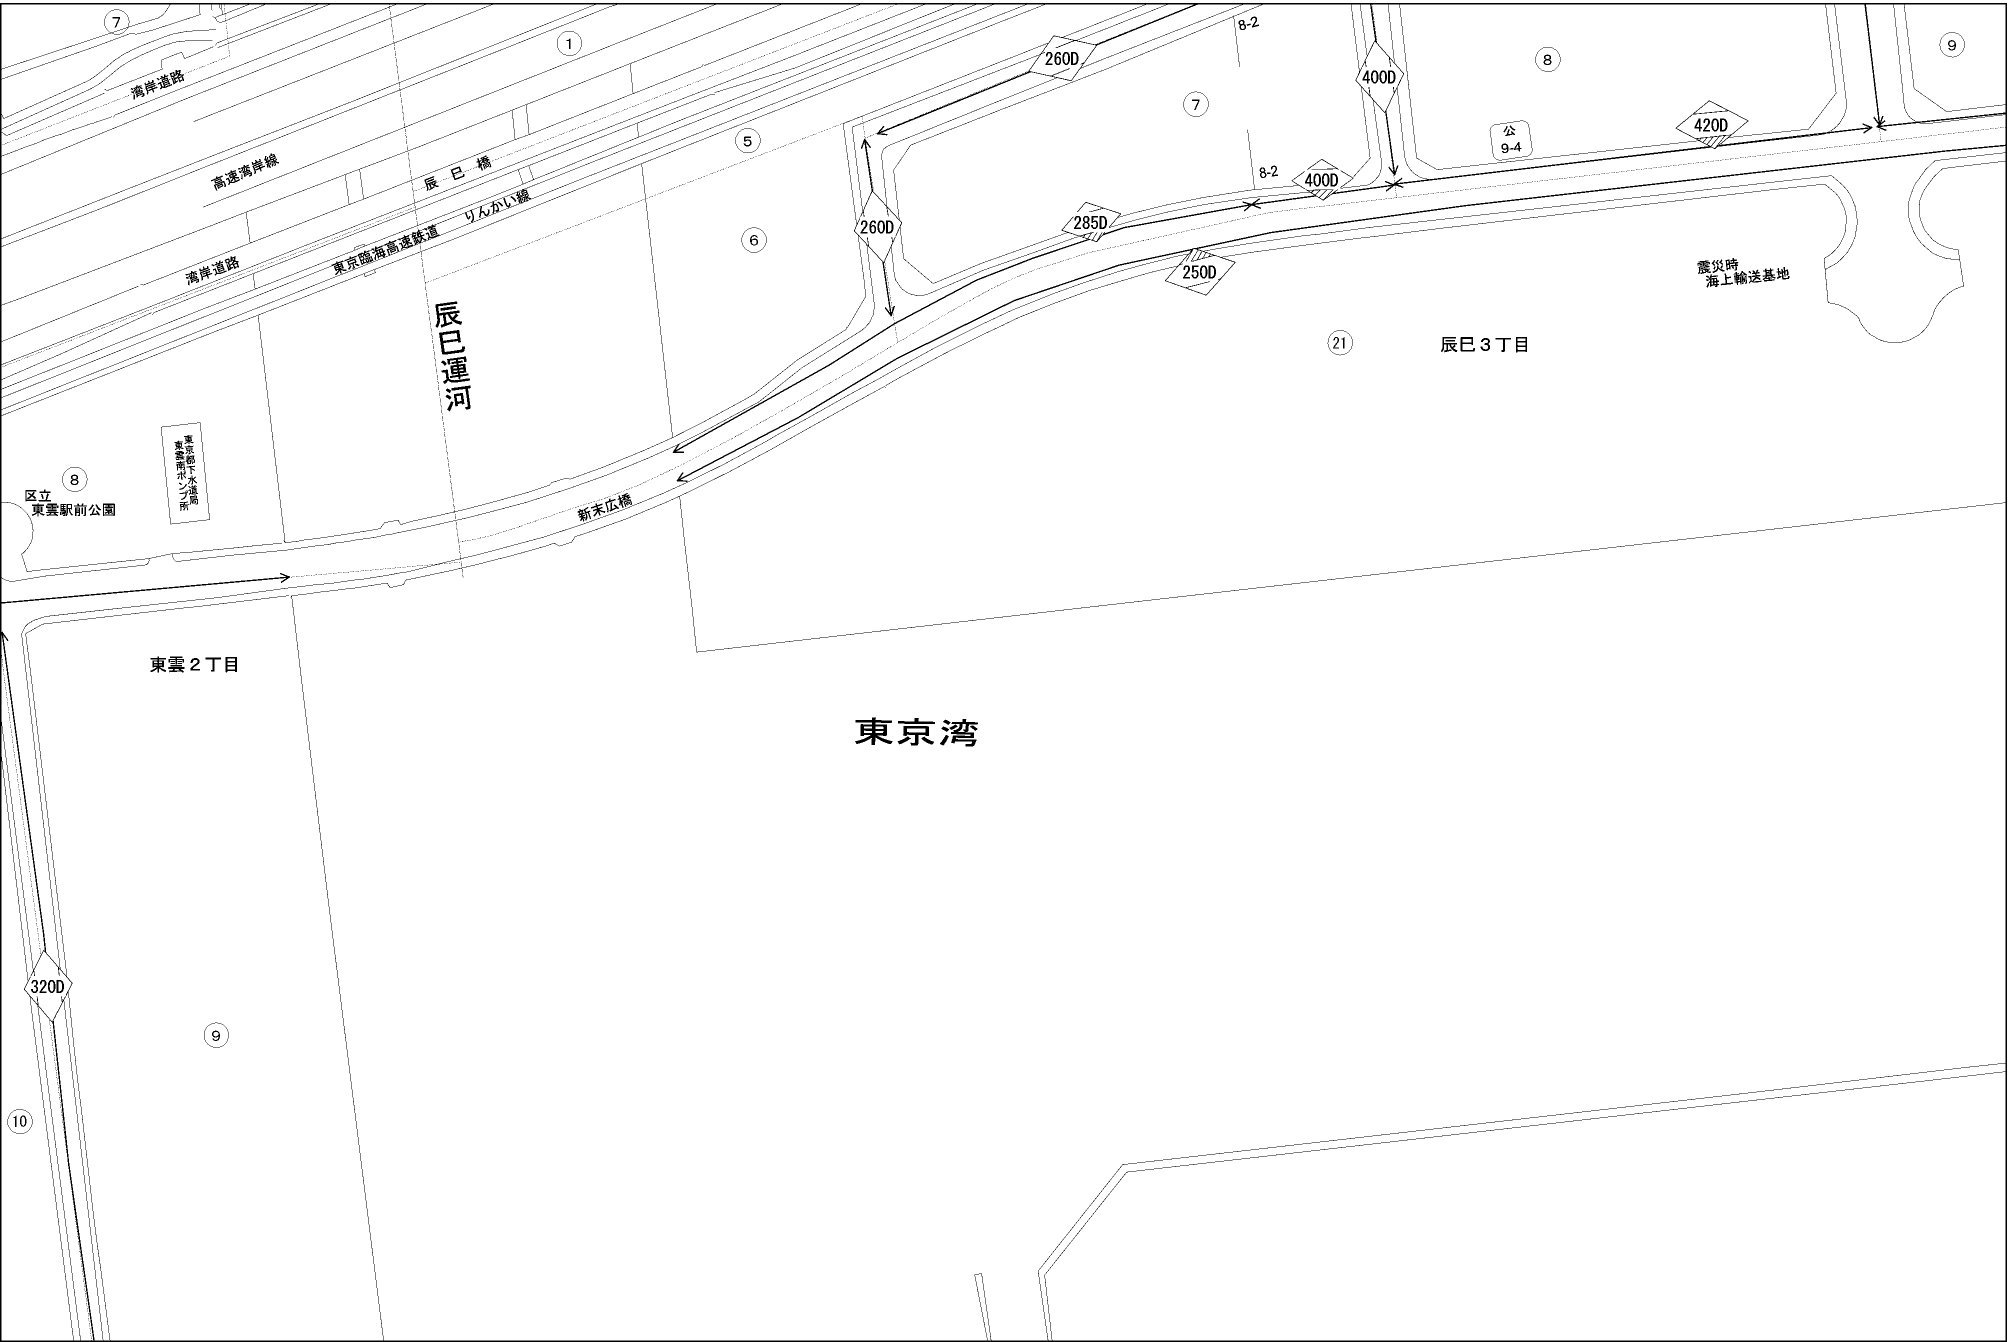 7
湾岸道路
1
260D
8-2
400D
8
9
420D
7
公
9-4
5
高速湾岸線
辰巳橋
りんかい線
東京臨海高速鉄道
湾岸道路
6
260D
285D
8-2
400D
250D
震災時
海上輸送基地
21
辰巳３丁目
辰巳運河
8
区立
東雲駅前公園
東京都下水道局
東雲南ポンプ所
新末広橋
東雲２丁目
東京湾
320D
9
10